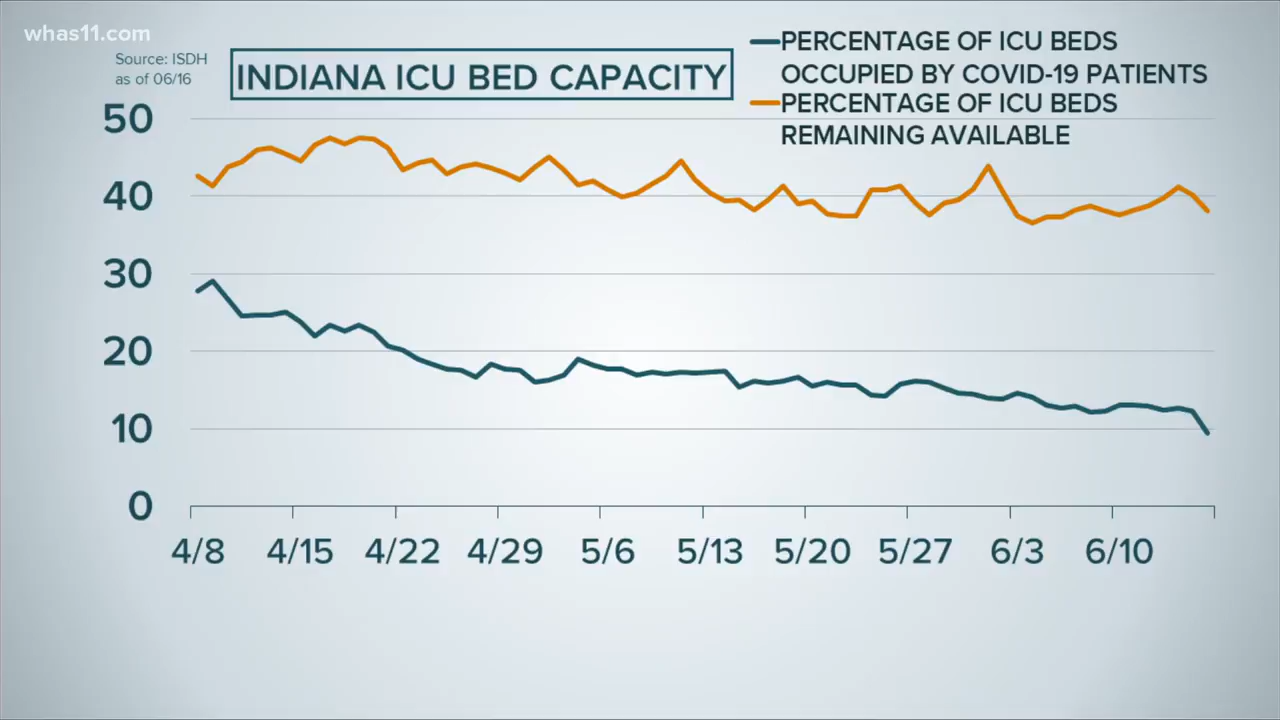 whas11.com
Source: ISDH
as of 06/16
INDIANA ICU BED CAPACITY
PERCENTAGE OF ICU BEDS
OCCUPIED BY COVID-19 PATIENTS
PERCENTAGE OF ICU BEDS
REMAINING AVAILABLE
50
40
30
20
10
0
4/8 4/15 4/22 4/29 5/6 5/13 5/20 5/27 6/3 6/10